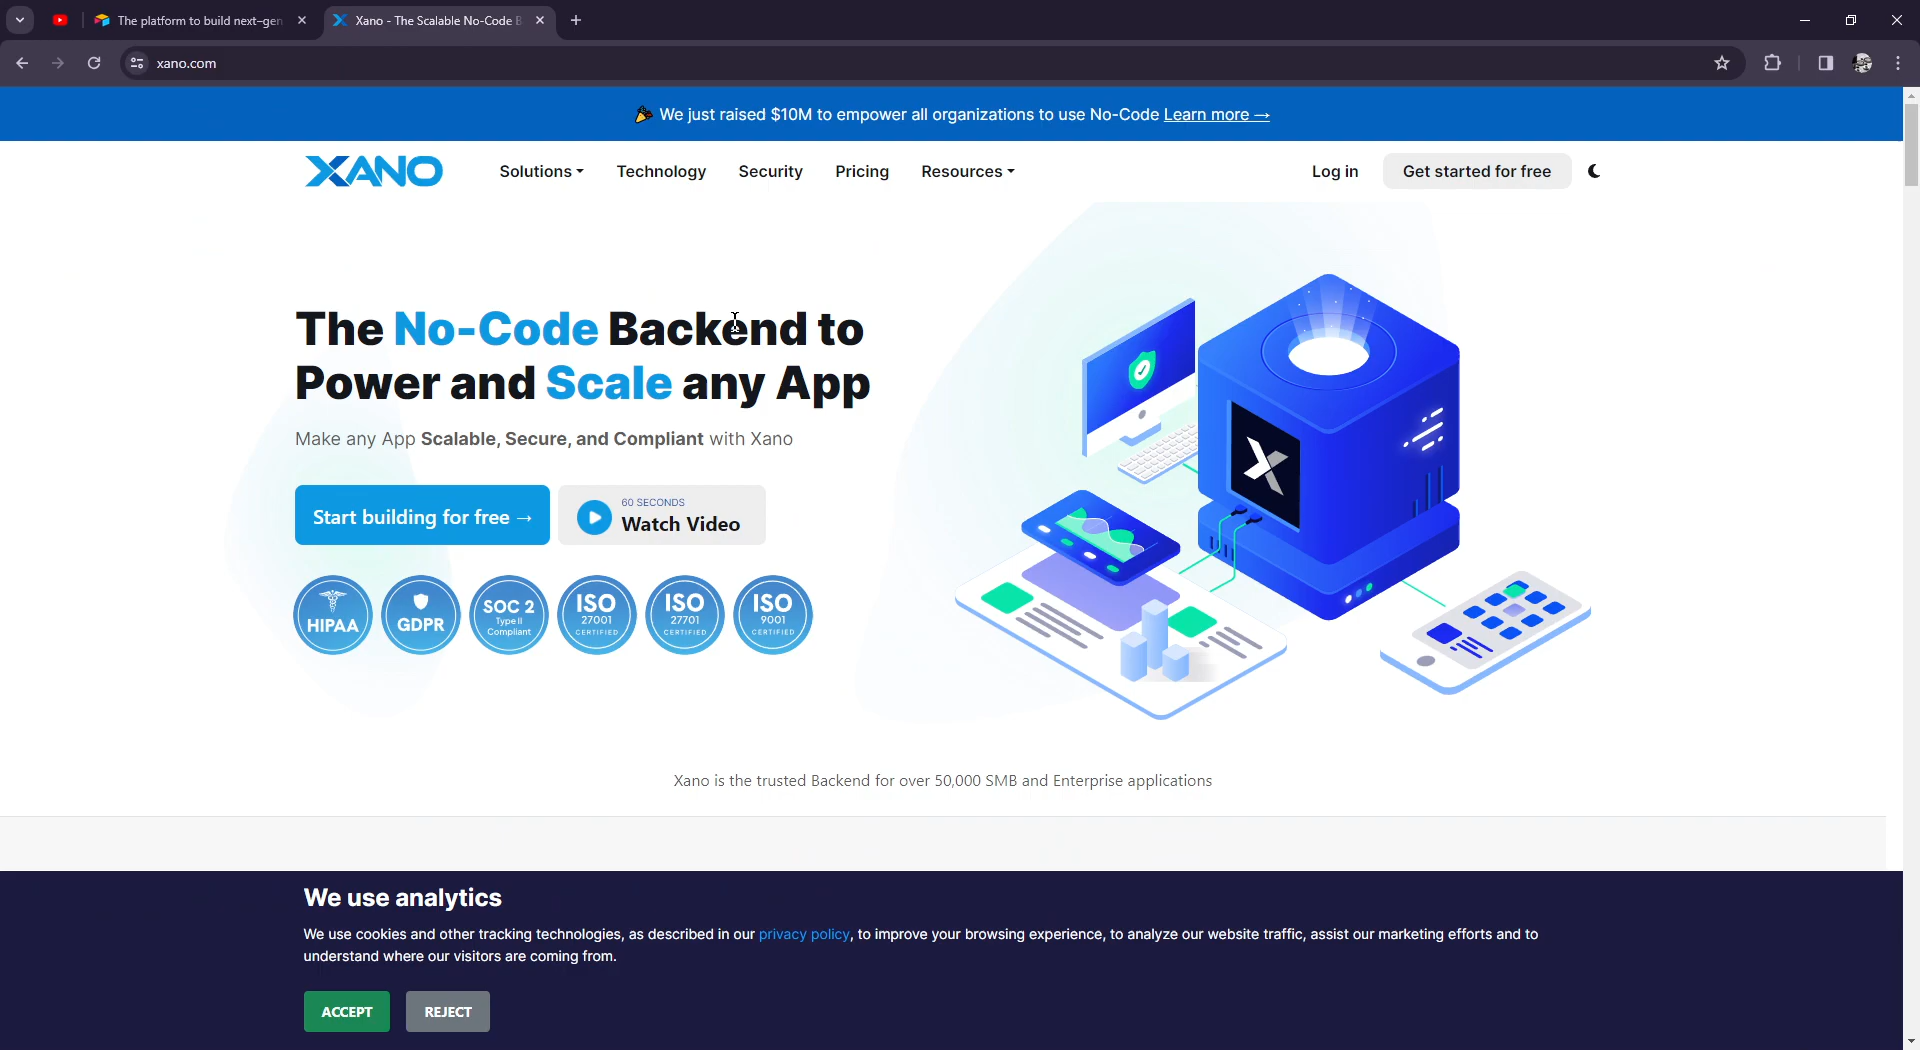 The platform to build next-gen
Xano - The Scalable No-Code B
xano.com
🎉 We just raised $10M to empower all organizations to use No-Code Learn more →
XANO
Solutions
Technology
Security
Pricing
Resources
Log in
Get started for free
The No-Code Backend to
Power and Scale any App
Make any App Scalable, Secure, and Compliant with Xano
Start building for free →
60 SECONDS
Watch Video
HIPAA
GDPR
SOC 2
Type II
Compliant
ISO
27001
CERTIFIED
ISO
27701
CERTIFIED
ISO
9001
CERTIFIED
X
Xano is the trusted Backend for over 50,000 SMB and Enterprise applications
We use analytics
We use cookies and other tracking technologies, as described in our privacy policy, to improve your browsing experience, to analyze our website traffic, assist our marketing efforts and to
understand where our visitors are coming from.
ACCEPT
REJECT